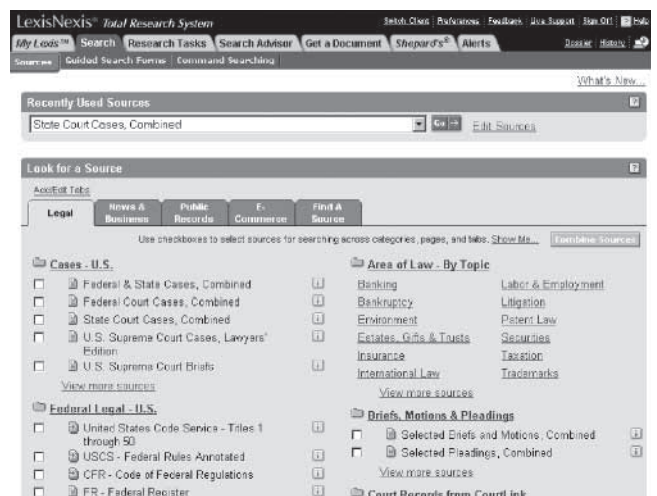 LexisNexis® Total Research System
Switch Client | Preferences | Feedback | Live Support | Sign Off | ? Help
My Lexis™ Search Research Tasks Search Advisor Get a Document Shepard's® Alerts
Dossier | History
Sources | Guided Search Forms | Command Searching
What's New...
Recently Used Sources ?
State Court Cases, Combined Go → Edit Sources
Look for a Source ?
Add/Edit Tabs
Legal
News & Business
Public Records
E-Commerce
Find A Source
Use checkboxes to select sources for searching across categories, pages, and tabs. Show Me... Combine Sources
Cases - U.S.
Federal & State Cases, Combined i
Federal Court Cases, Combined i
State Court Cases, Combined i
U.S. Supreme Court Cases, Lawyers' i
Edition
U.S. Supreme Court Briefs i
View more sources
Federal Legal - U.S.
United States Code Service - Titles 1 i
through 50
USCS - Federal Rules Annotated i
CFR - Code of Federal Regulations i
FR - Federal Register i
Area of Law - By Topic
Banking Labor & Employment
Bankruptcy Litigation
Environment Patent Law
Estates, Gifts & Trusts Securities
Insurance Taxation
International Law Trademarks
View more sources
Briefs, Motions & Pleadings
Selected Briefs and Motions, Combined i
Selected Pleadings, Combined i
View more sources
Court Records from CourtLink